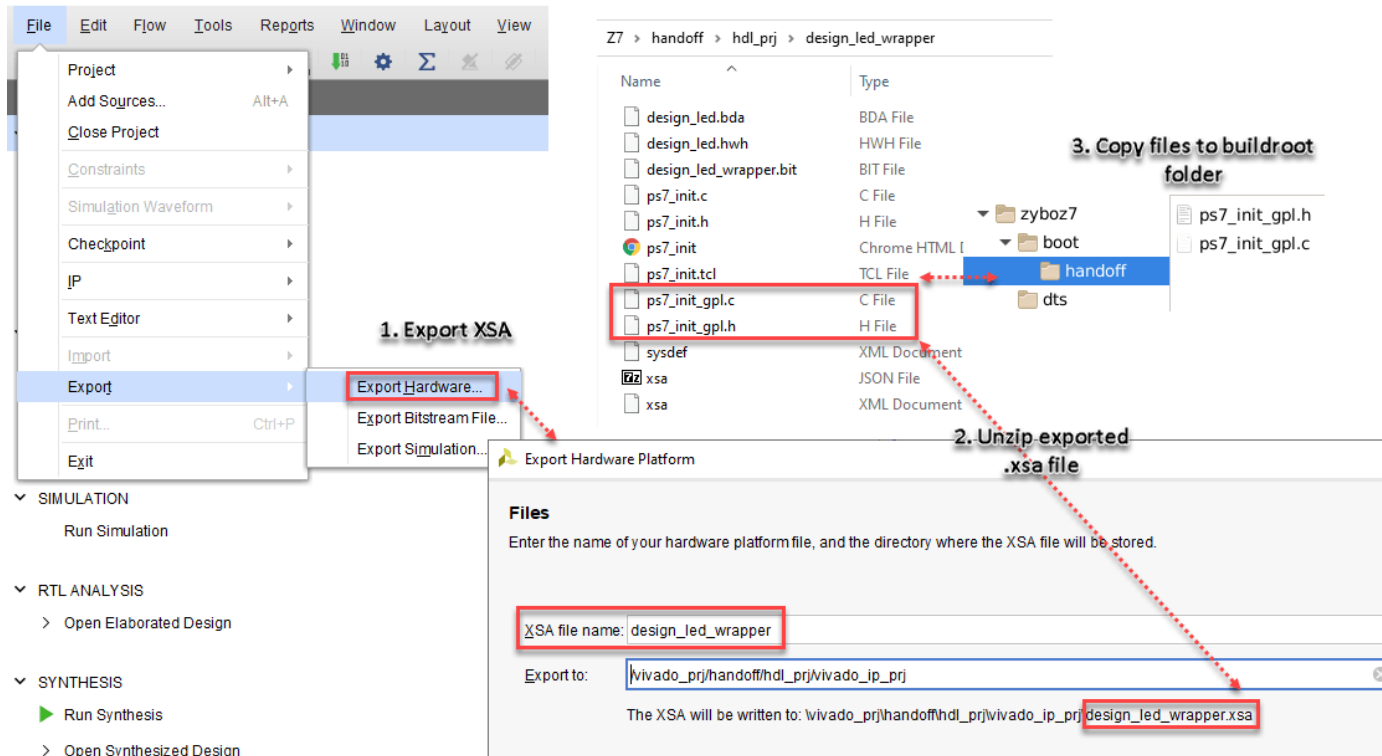 File Edit Flow Tools Reports Window Layout View
Project
Add Sources... Alt+A
Close Project
Constraints
Simulation Waveform
Checkpoint
IP
Text Editor
Import
Export
Print... Ctrl+P
Exit
1. Export XSA
Export Hardware...
Export Bitstream File...
Export Simulation...
SIMULATION
Run Simulation
RTL ANALYSIS
Open Elaborated Design
SYNTHESIS
Run Synthesis
Open Synthesized Design
Z7 > handoff > hdl_prj > design_led_wrapper
Name Type
design_led.bda BDA File
design_led.hwh HWH File
design_led_wrapper.bit BIT File
ps7_init.c C File
ps7_init.h H File
ps7_init Chrome HTML D
ps7_init.tcl TCL File
ps7_init_gpl.c C File
ps7_init_gpl.h H File
sysdef XML Document
xsa JSON File
xsa XML Document
3. Copy files to buildroot
folder
zyboz7
boot
handoff
dts
ps7_init_gpl.h
ps7_init_gpl.c
2. Unzip exported
.xsa file
Export Hardware Platform
Files
Enter the name of your hardware platform file, and the directory where the XSA file will be stored.
XSA file name: design_led_wrapper
Export to: /vivado_prj/handoff/hdl_prj/vivado_ip_prj
The XSA will be written to: \vivado_prj\handoff\hdl_prj\vivado_ip_prj\design_led_wrapper.xsa